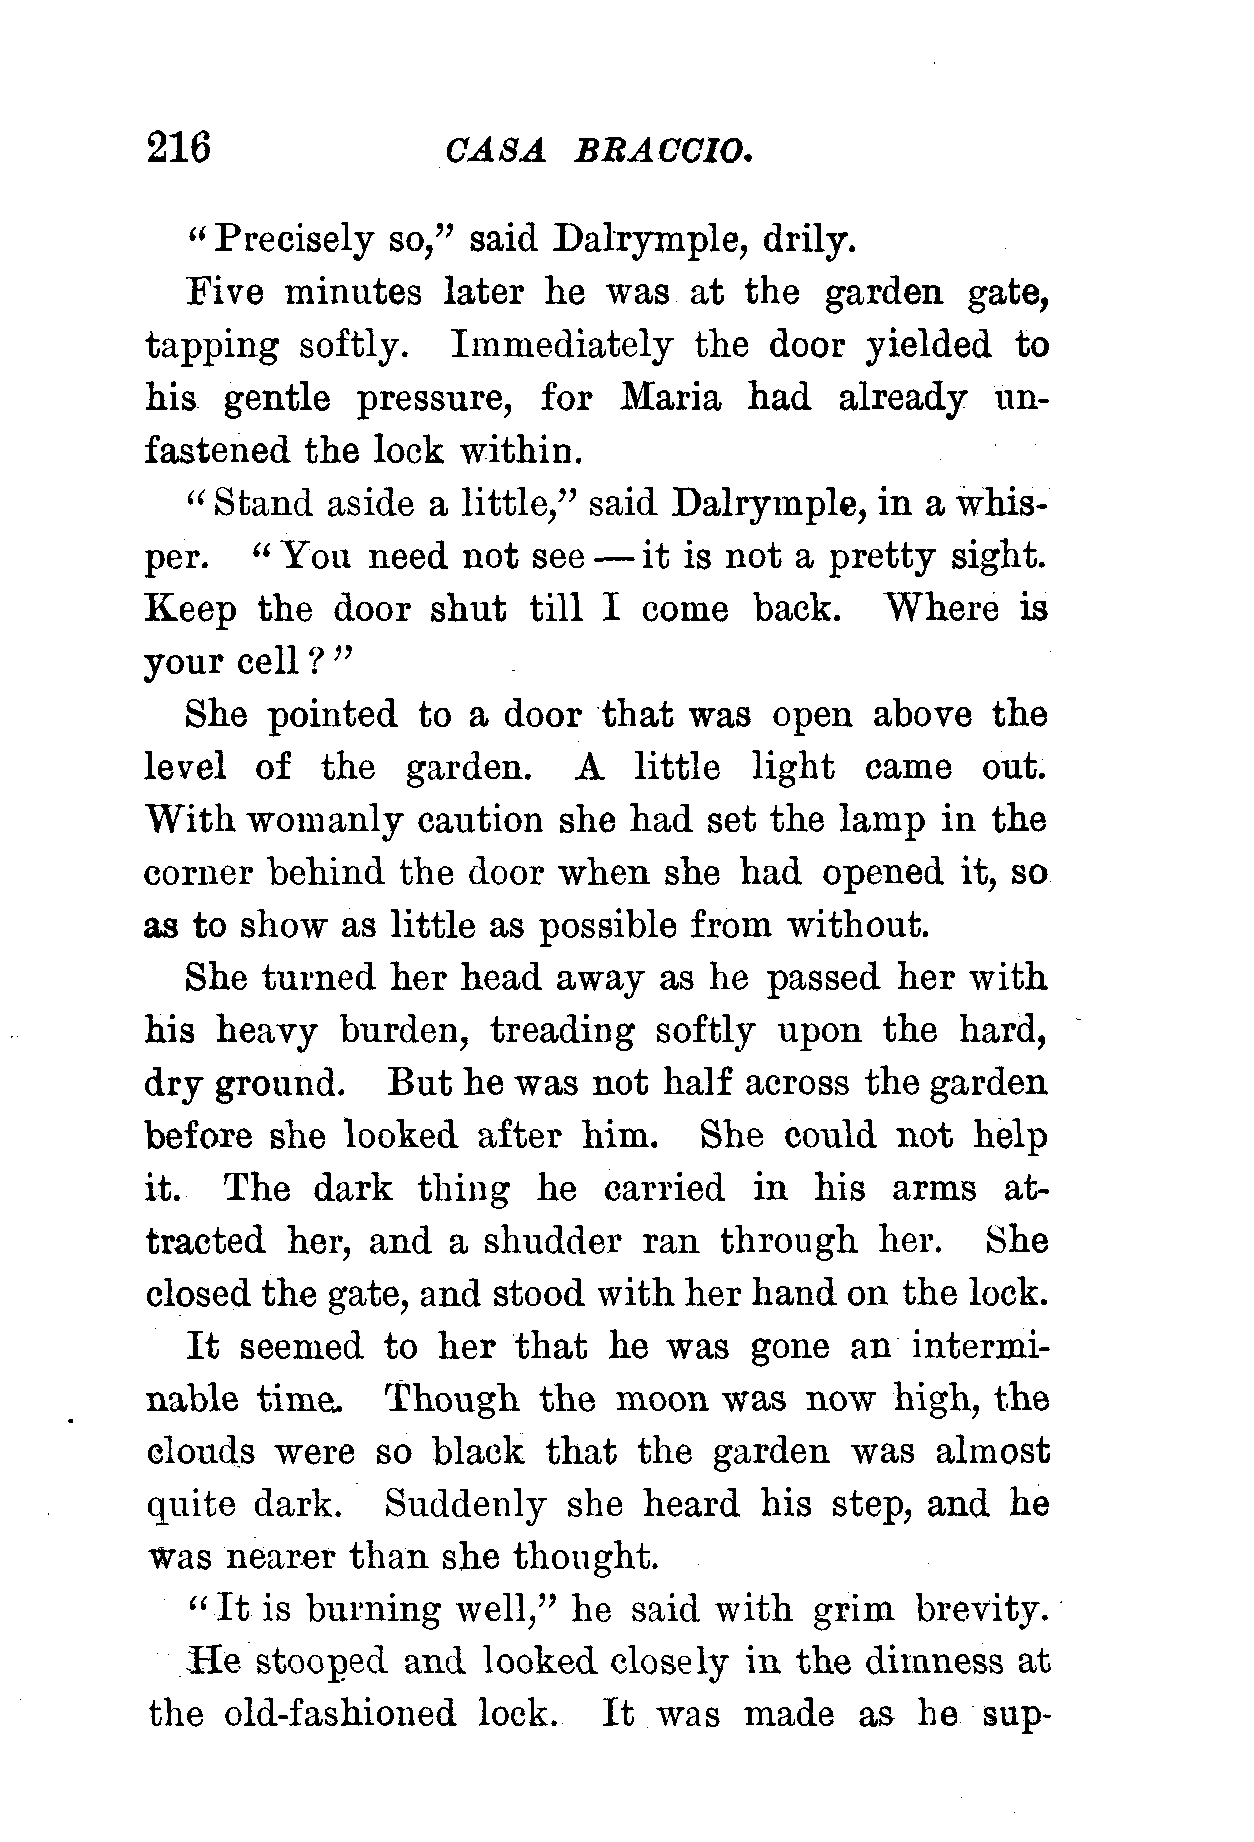 216 CASA BRACCIO.
“Precisely so,” said Dalrymple, drily.
Five minutes later he was at the garden gate,
tapping softly. Immediately the door yielded to
his gentle pressure, for Maria had already un-
fastened the lock within.
“Stand aside a little,” said Dalrymple, in a whis-
per. “You need not see — it is not a pretty sight.
Keep the door shut till I come back. Where is
your cell?”
She pointed to a door that was open above the
level of the garden. A little light came out.
With womanly caution she had set the lamp in the
corner behind the door when she had opened it, so
as to show as little as possible from without.
She turned her head away as he passed her with
his heavy burden, treading softly upon the hard,
dry ground. But he was not half across the garden
before she looked after him. She could not help
it. The dark thing he carried in his arms at-
tracted her, and a shudder ran through her. She
closed the gate, and stood with her hand on the lock.
It seemed to her that he was gone an intermi-
nable time. Though the moon was now high, the
clouds were so black that the garden was almost
quite dark. Suddenly she heard his step, and he
was nearer than she thought.
“It is burning well,” he said with grim brevity.
He stooped and looked closely in the dimness at
the old-fashioned lock. It was made as he sup-